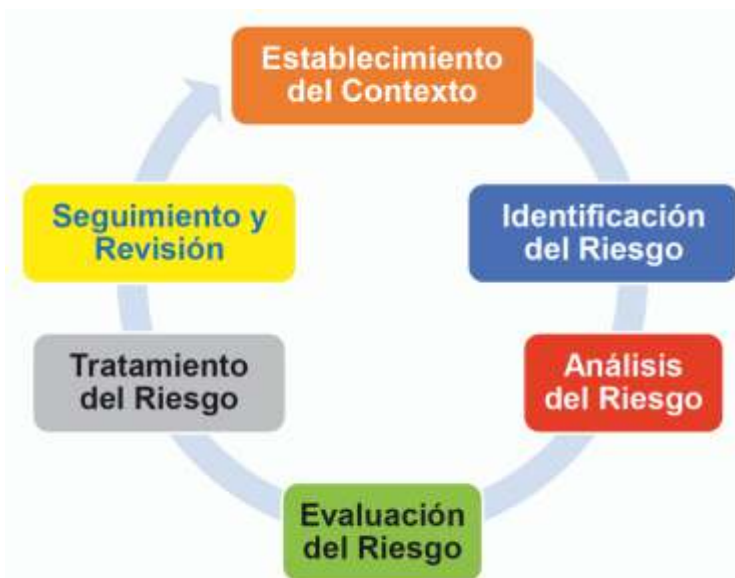 Establecimiento
del Contexto
Identificación
del Riesgo
Análisis
del Riesgo
Evaluación
del Riesgo
Tratamiento
del Riesgo
Seguimiento y
Revisión